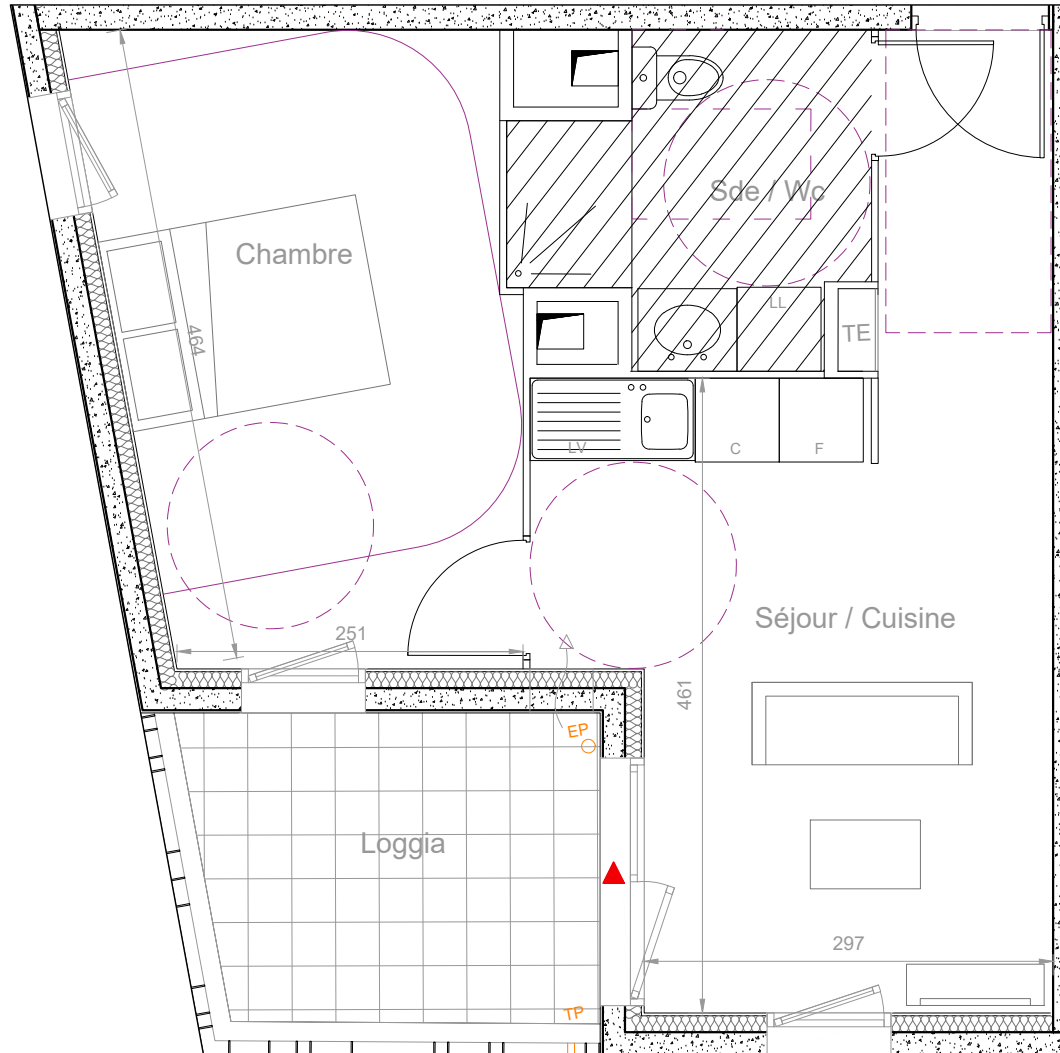 Sde / Wc
Chambre
LL
464
TE
LV
C
F
Séjour / Cuisine
251
461
EP
Loggia
297
TP